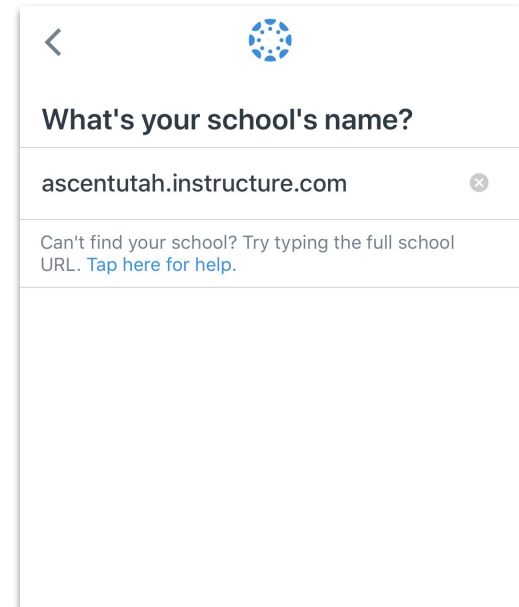 What's your school's name?
ascentutah.instructure.com
Can't find your school? Try typing the full school
URL. Tap here for help.